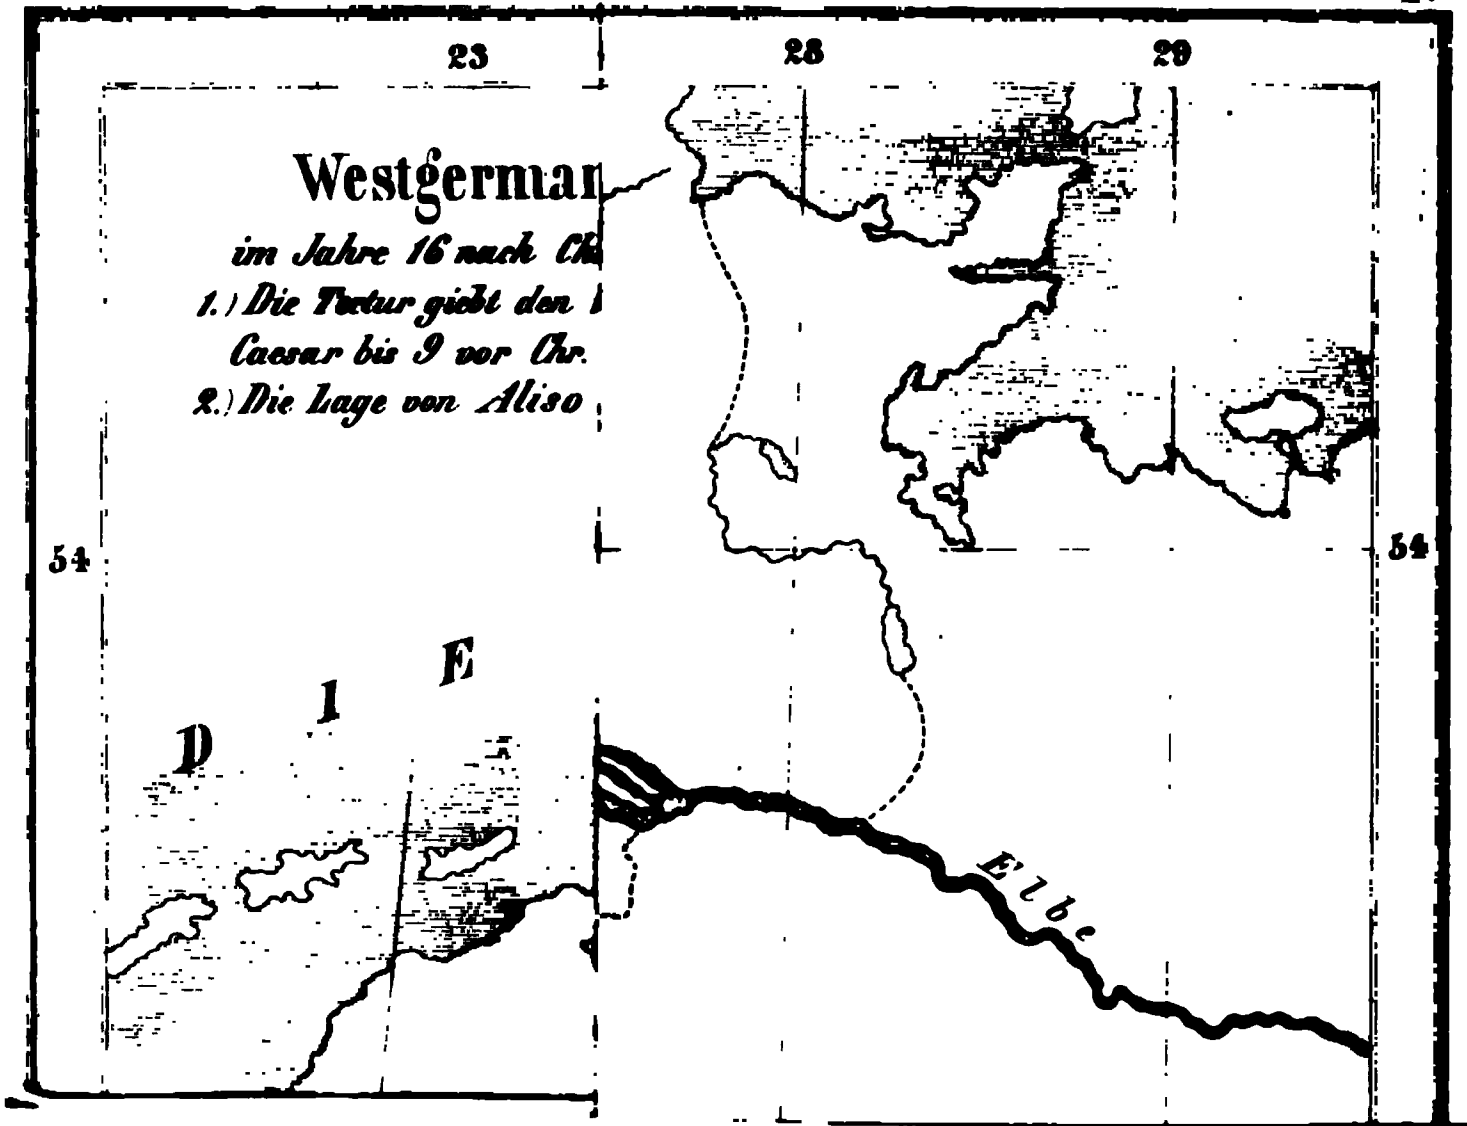 23 28 29
Westgerman
im Jahre 16 nach Ch
1.) Die Textur giebt den
Caesar bis 9 vor Chr.
2.) Die Lage von Aliso
54 54
D I E
Elbe